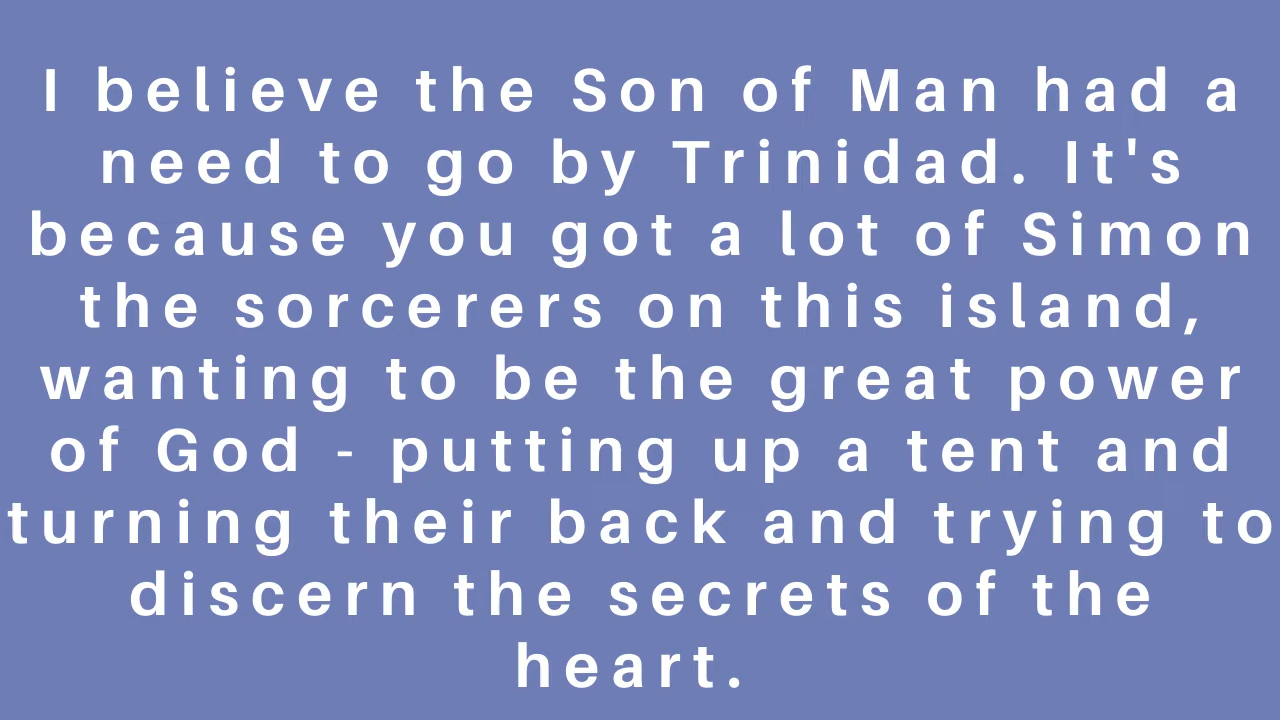 I believe the Son of Man had a
need to go by Trinidad. It's
because you got a lot of Simon
the sorcerers on this island,
wanting to be the great power
of God - putting up a tent and
turning their back and trying to
discern the secrets of the
heart.